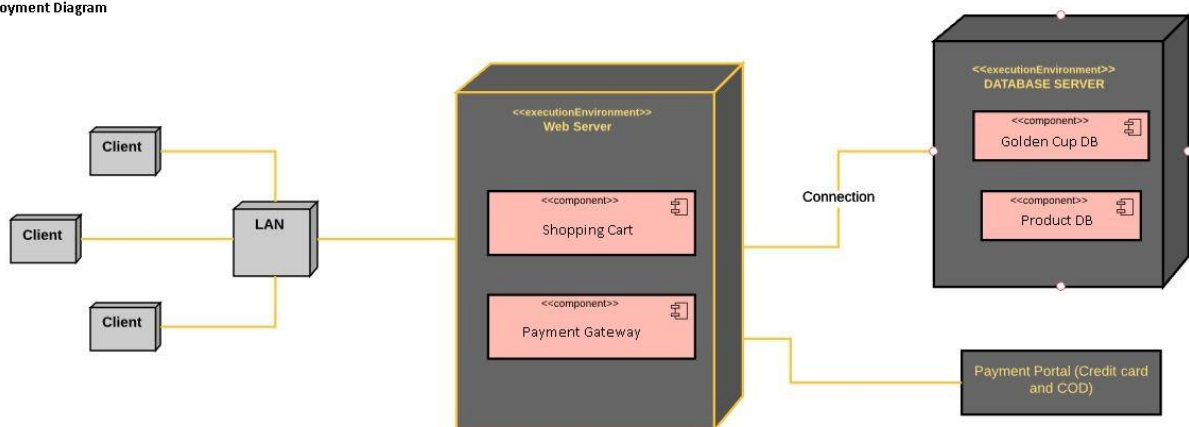 oyment Diagram
Client
Client
Client
LAN
<<executionEnvironment>>
Web Server
<<component>>
Shopping Cart
<<component>>
Payment Gateway
Connection
<<executionEnvironment>>
DATABASE SERVER
<<component>>
Golden Cup DB
<<component>>
Product DB
Payment Portal (Credit card
and COD)